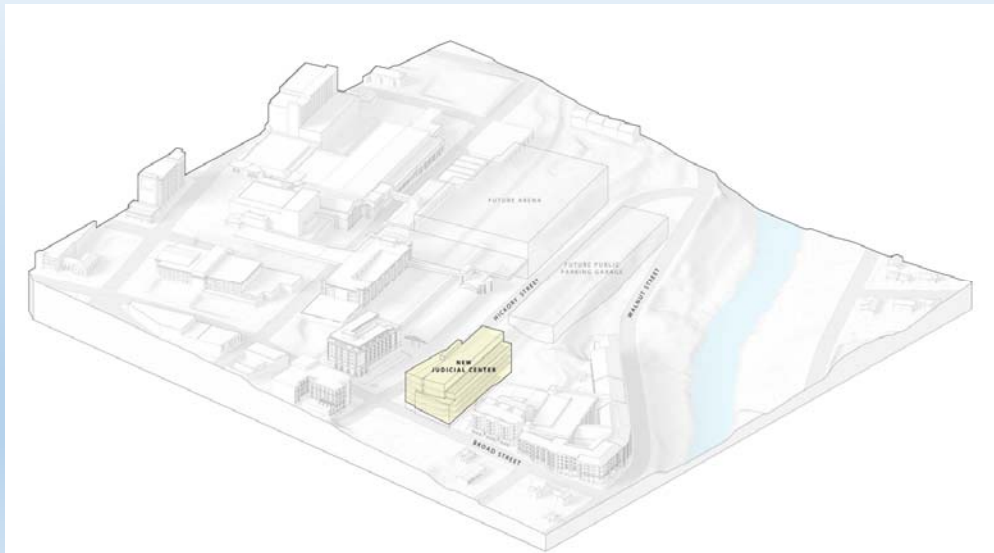 FUTURE ARENA
FUTURE PUBLIC
PARKING GARAGE
HICKORY STREET
WALNUT STREET
NEW
JUDICIAL CENTER
BROAD STREET